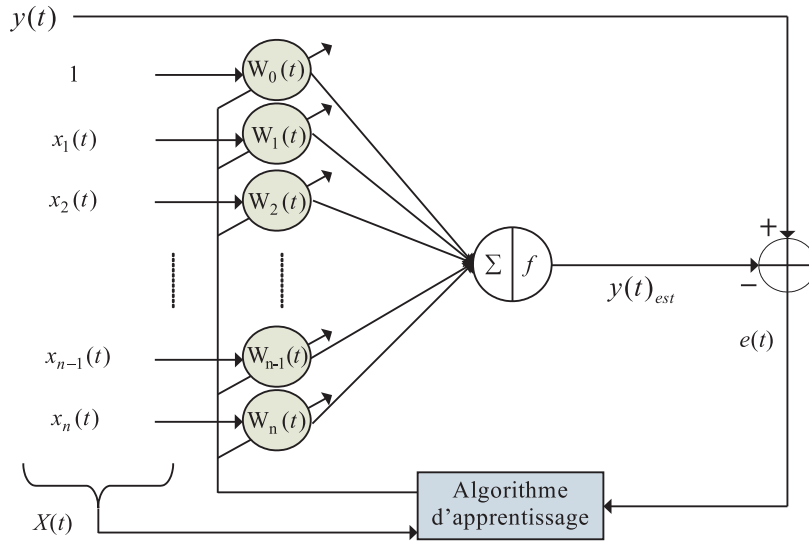 y(t)
1
W₀(t)
x₁(t)
W₁(t)
x₂(t)
W₂(t)
Σ f
+
−
y(t)ₑₛₜ
e(t)
xₙ₋₁(t)
Wₙ₋₁(t)
xₙ(t)
Wₙ(t)
X(t)
Algorithme
d'apprentissage